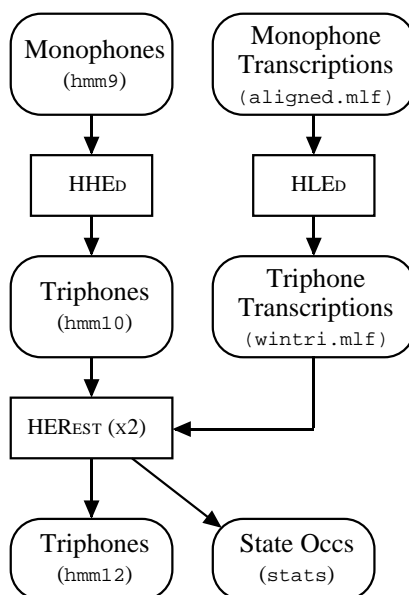 Monophones
(hmm9)
Monophone
Transcriptions
(aligned.mlf)
HHED
HLED
Triphones
(hmm10)
Triphone
Transcriptions
(wintri.mlf)
HEREST (X2)
Triphones
(hmm12)
State Occs
(stats)